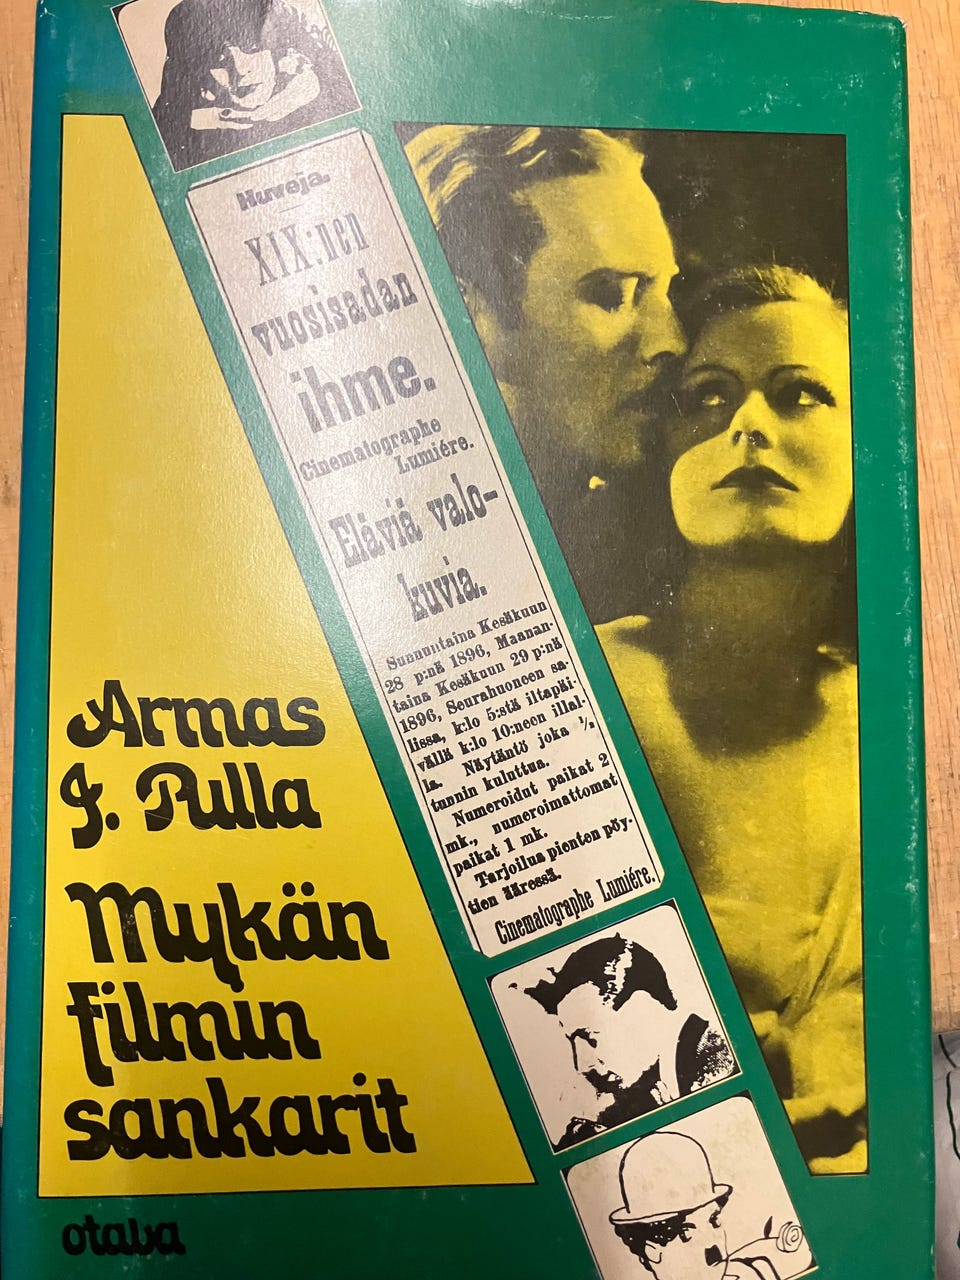 Huveja.
XIX:nen
vuosisadan
ihme.
Cinematographe
Lumiére.
Eläviä valo-
kuvia.
Sunnuntaina Kesäkuun
28 p:nä 1896, Maanan-
taina Kesäkuun 29 p:nä
1896, Seurahuoneen sa-
lissa, k:lo 5:stä iltapäi-
vällä k:lo 10:neen illal-
la. Näytäntö joka ½
tunnin kuluttua.
Numeroidut paikat 2
mk., numeroimattomat
paikat 1 mk.
Tarjoilua pienten pöy-
tien ääressä.
Cinematographe Lumiére.
Armas
J. Pulla
Mykän
filmin
sankarit
otava